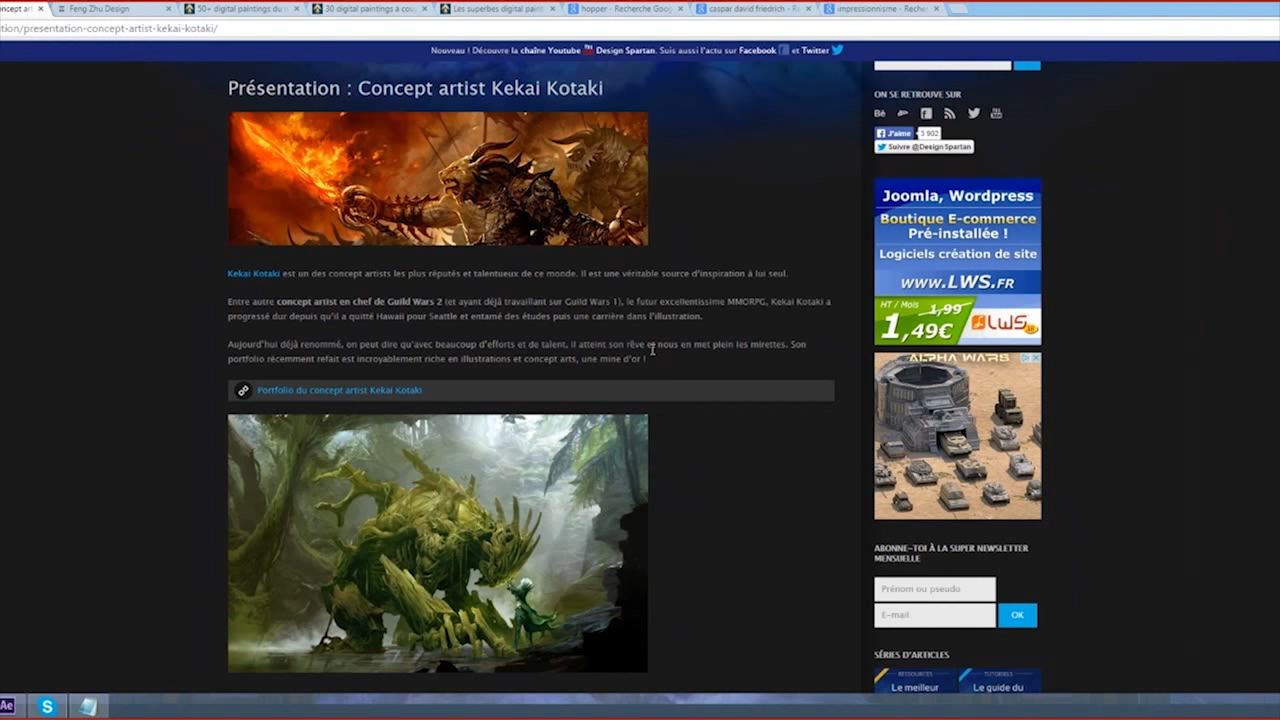 oncept art
Feng Zhu Design
50+ digital paintings du w
30 digital paintings à coup
Les superbes digital paint
hopper - Recherche Goog
caspar david friedrich - R
impressionnisme - Recher
tion/presentation-concept-artist-kekai-kotaki/
Nouveau ! Découvre la chaîne Youtube Design Spartan. Suis aussi l'actu sur Facebook et Twitter
Présentation : Concept artist Kekai Kotaki
Kekai Kotaki est un des concept artists les plus réputés et talentueux de ce monde. Il est une véritable source d'inspiration à lui seul.
Entre autre concept artist en chef de Guild Wars 2 (et ayant déjà travaillant sur Guild Wars 1), le futur excellentissime MMORPG, Kekai Kotaki a
progressé dur depuis qu'il a quitté Hawaii pour Seattle et entamé des études puis une carrière dans l'illustration.
Aujourd'hui déjà renommé, on peut dire qu'avec beaucoup d'efforts et de talent, il atteint son rêve et nous en met plein les mirettes. Son
portfolio récemment refait est incroyablement riche en illustrations et concept arts, une mine d'or !
Portfolio du concept artist Kekai Kotaki
ON SE RETROUVE SUR
Bē
J'aime 3 902
Suivre @Design Spartan
Joomla, Wordpress
Boutique E-commerce
Pré-installée !
Logiciels création de site
www.LWS.FR
HT / Mois 1,99
1,49€ LWS.fr
ALPHA WARS
ABONNE-TOI À LA SUPER NEWSLETTER
MENSUELLE
Prénom ou pseudo
E-mail
OK
SÉRIES D'ARTICLES
RESSOURCES
Le meilleur
TUTORIELS
Le guide du
Ae
S